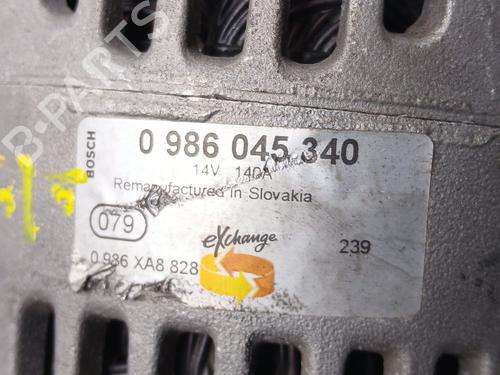 BOSCH
0 986 045 340
14V 140A
Remanufactured in Slovakia
079
eXchange
239
0 986 XA8 828
B-PARTS